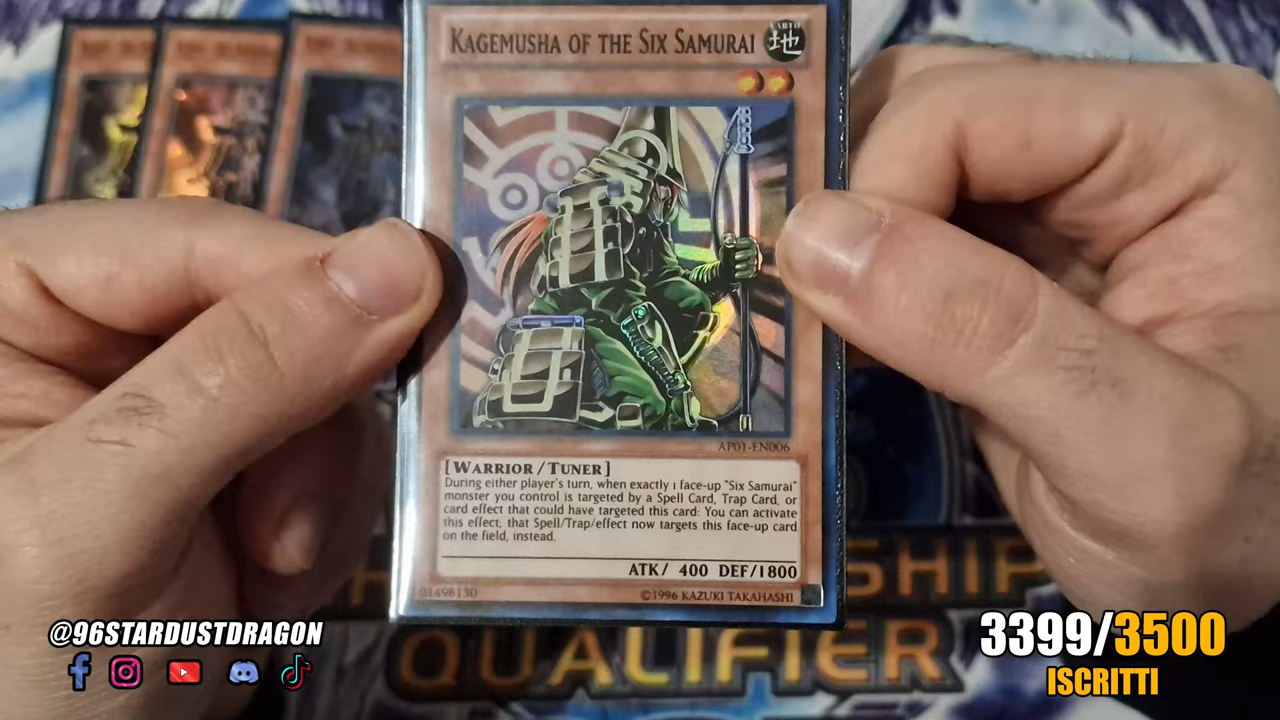 KAGEMUSHA OF THE SIX SAMURAI
EARTH
地
AP01-EN006
[WARRIOR/TUNER]
During either player's turn, when exactly 1 face-up "Six Samurai"
monster you control is targeted by a Spell Card, Trap Card, or
card effect that could have targeted this card: You can activate
this effect; that Spell/Trap/effect now targets this face-up card
on the field, instead.
ATK/ 400 DEF/1800
01498130
©1996 KAZUKI TAKAHASHI
SHIP
QUALIFIER
@96STARDUSTDRAGON
3399/3500
ISCRITTI